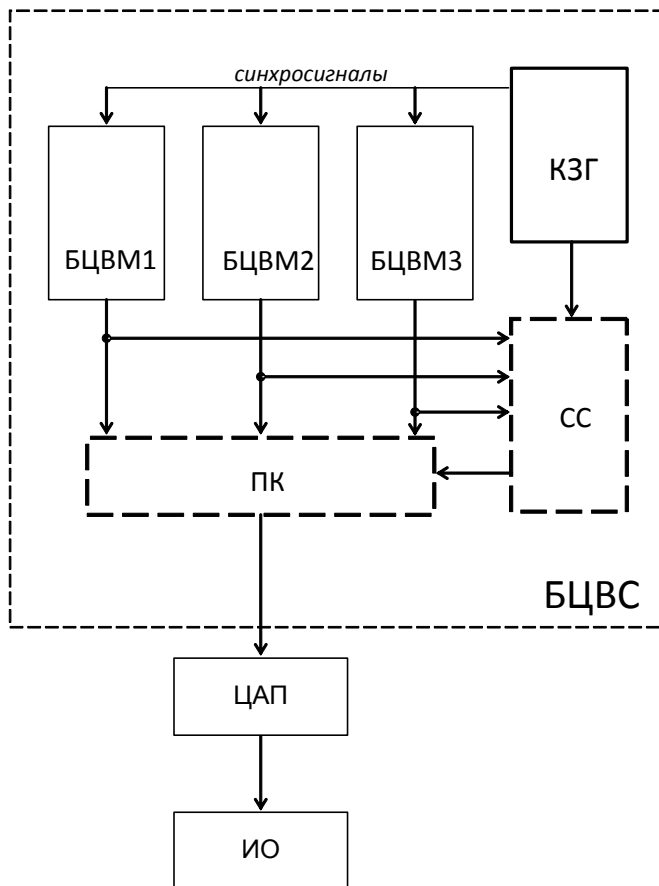 синхросигналы
КЗГ
БЦВМ1
БЦВМ2
БЦВМ3
СС
ПК
БЦВС
ЦАП
ИО